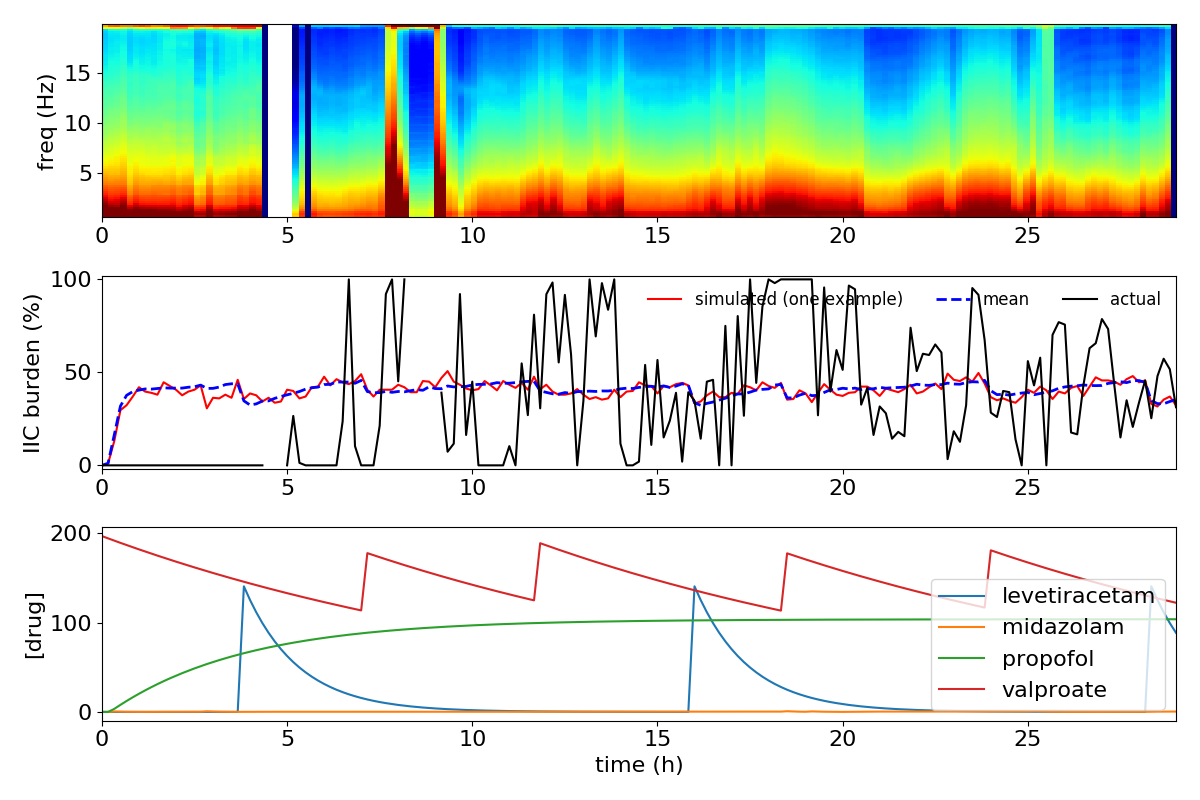 freq (Hz)
15
10
5
0 5 10 15 20 25
IIC burden (%)
100
50
0
simulated (one example) mean actual
0 5 10 15 20 25
[drug]
200
100
0
levetiracetam
midazolam
propofol
valproate
0 5 10 15 20 25
time (h)